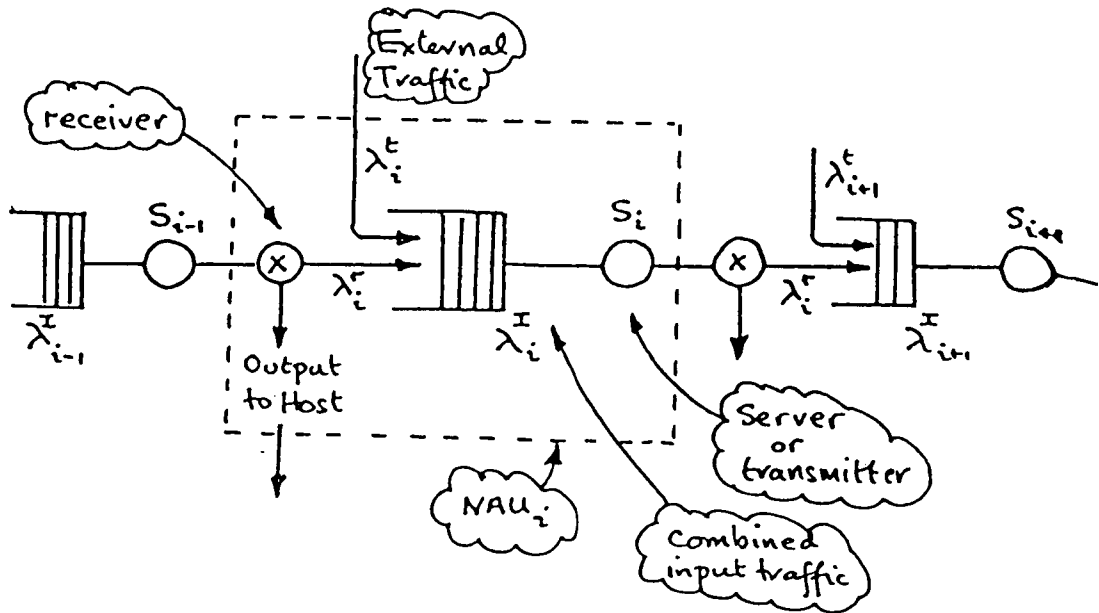 External
Traffic
receiver
λ_i^t
λ_{i+1}^t
S_{i-1}
S_i
S_{i+1}
x
x
λ_i^r
λ_i^r
λ_{i-1}^I
λ_i^I
λ_{i+1}^I
Output
to Host
Server
or
transmitter
NAU_i
Combined
input traffic